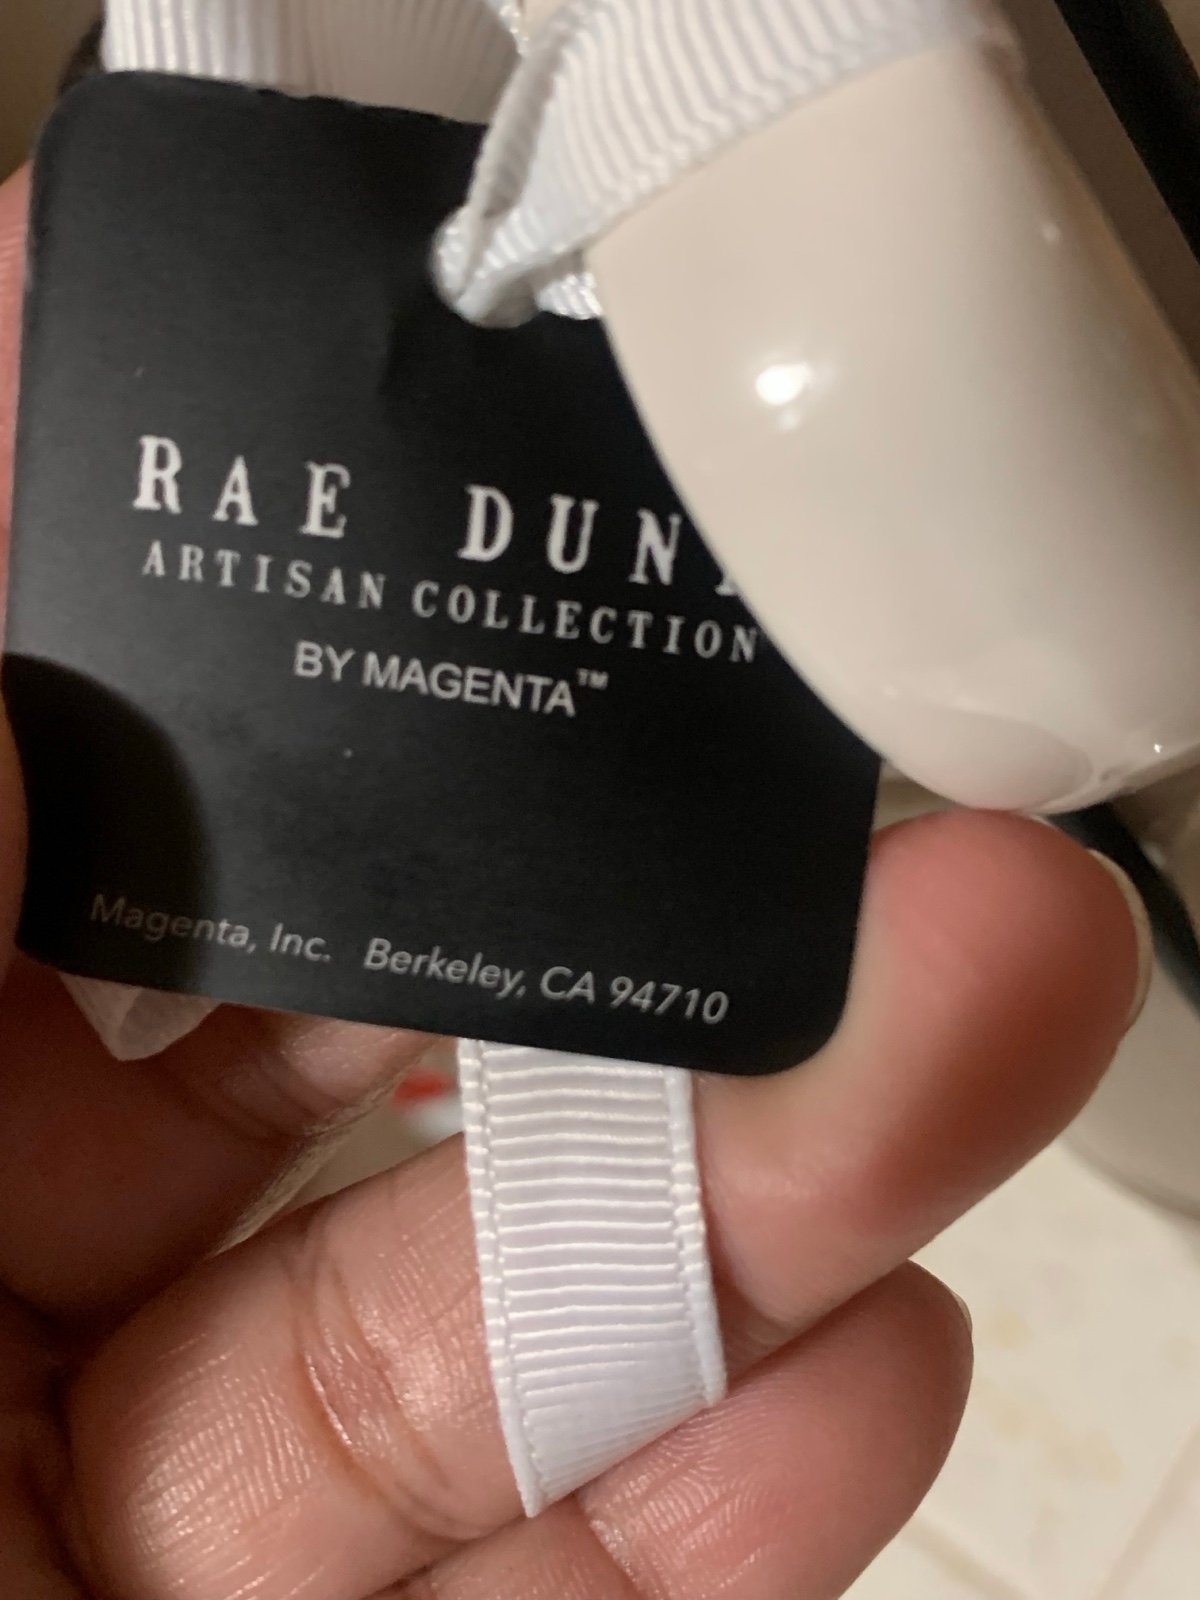 RAE DUN
ARTISAN COLLECTION
BY MAGENTA™
Magenta, Inc. Berkeley, CA 94710